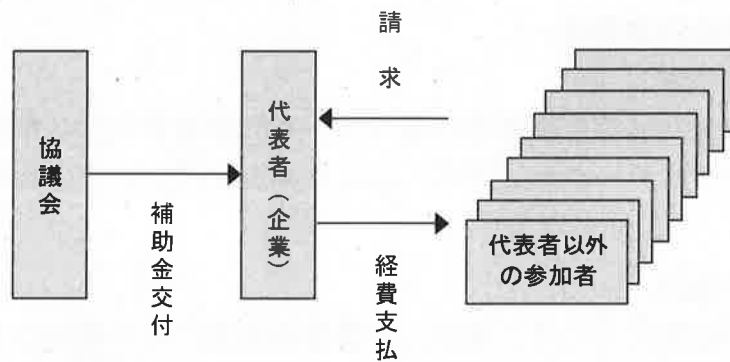 協議会
補助金交付
代表者（企業）
請求
経費支払
代表者以外
の参加者